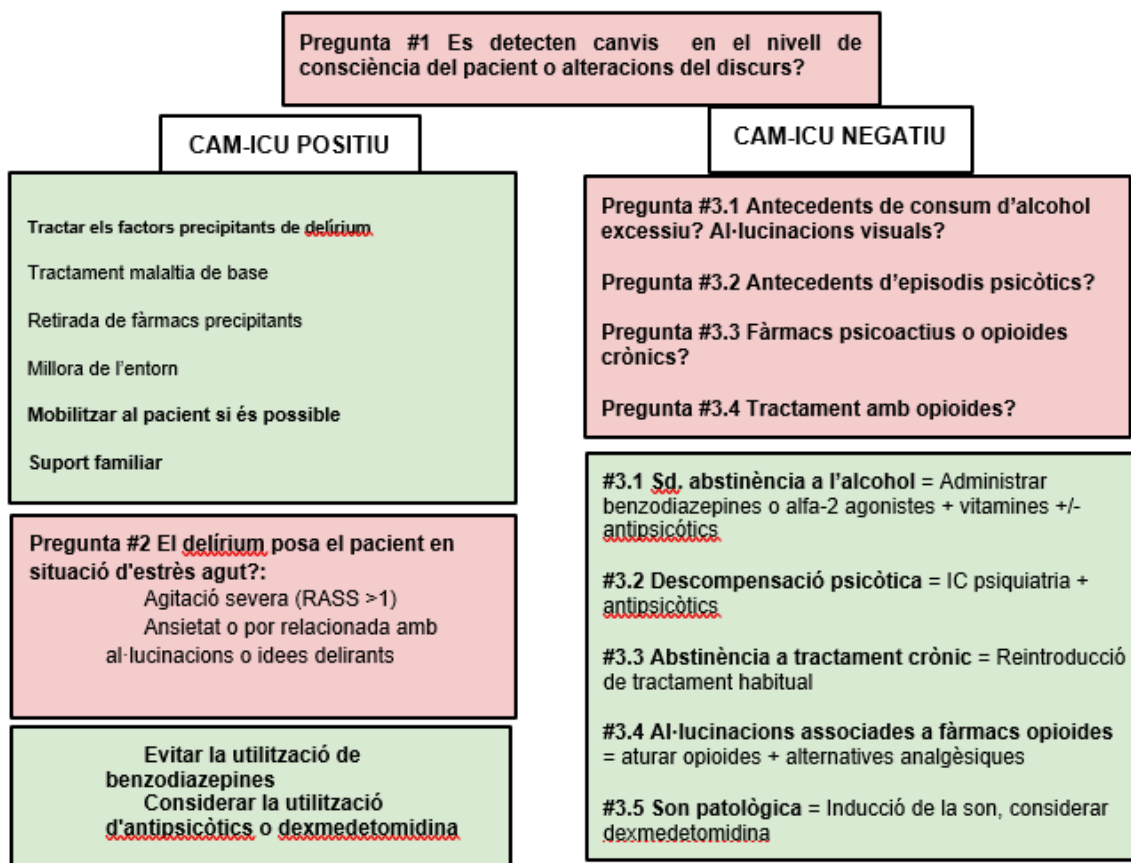 Pregunta #1 Es detecten canvis en el nivell de
consciència del pacient o alteracions del discurs?
CAM-ICU POSITIU
Tractar els factors precipitants de delírium
Tractament malaltia de base
Retirada de fàrmacs precipitants
Millora de l'entorn
Mobilitzar al pacient si és possible
Suport familiar
Pregunta #2 El delírium posa el pacient en
situació d'estrès agut?:
Agitació severa (RASS >1)
Ansietat o por relacionada amb
al·lucinacions o idees delirants
Evitar la utilització de
benzodiazepines
Considerar la utilització
d'antipsicòtics o dexmedetomidina
CAM-ICU NEGATIU
Pregunta #3.1 Antecedents de consum d'alcohol
excessiu? Al·lucinacions visuals?
Pregunta #3.2 Antecedents d'episodis psicòtics?
Pregunta #3.3 Fàrmacs psicoactius o opioides
crònics?
Pregunta #3.4 Tractament amb opioides?
#3.1 Sd. abstinència a l'alcohol = Administrar
benzodiazepines o alfa-2 agonistes + vitamines +/-
antipsicótics
#3.2 Descompensació psicòtica = IC psiquiatria +
antipsicòtics
#3.3 Abstinència a tractament crònic = Reintroducció
de tractament habitual
#3.4 Al·lucinacions associades a fàrmacs opioides
= aturar opioides + alternatives analgèsiques
#3.5 Son patològica = Inducció de la son, considerar
dexmedetomidina